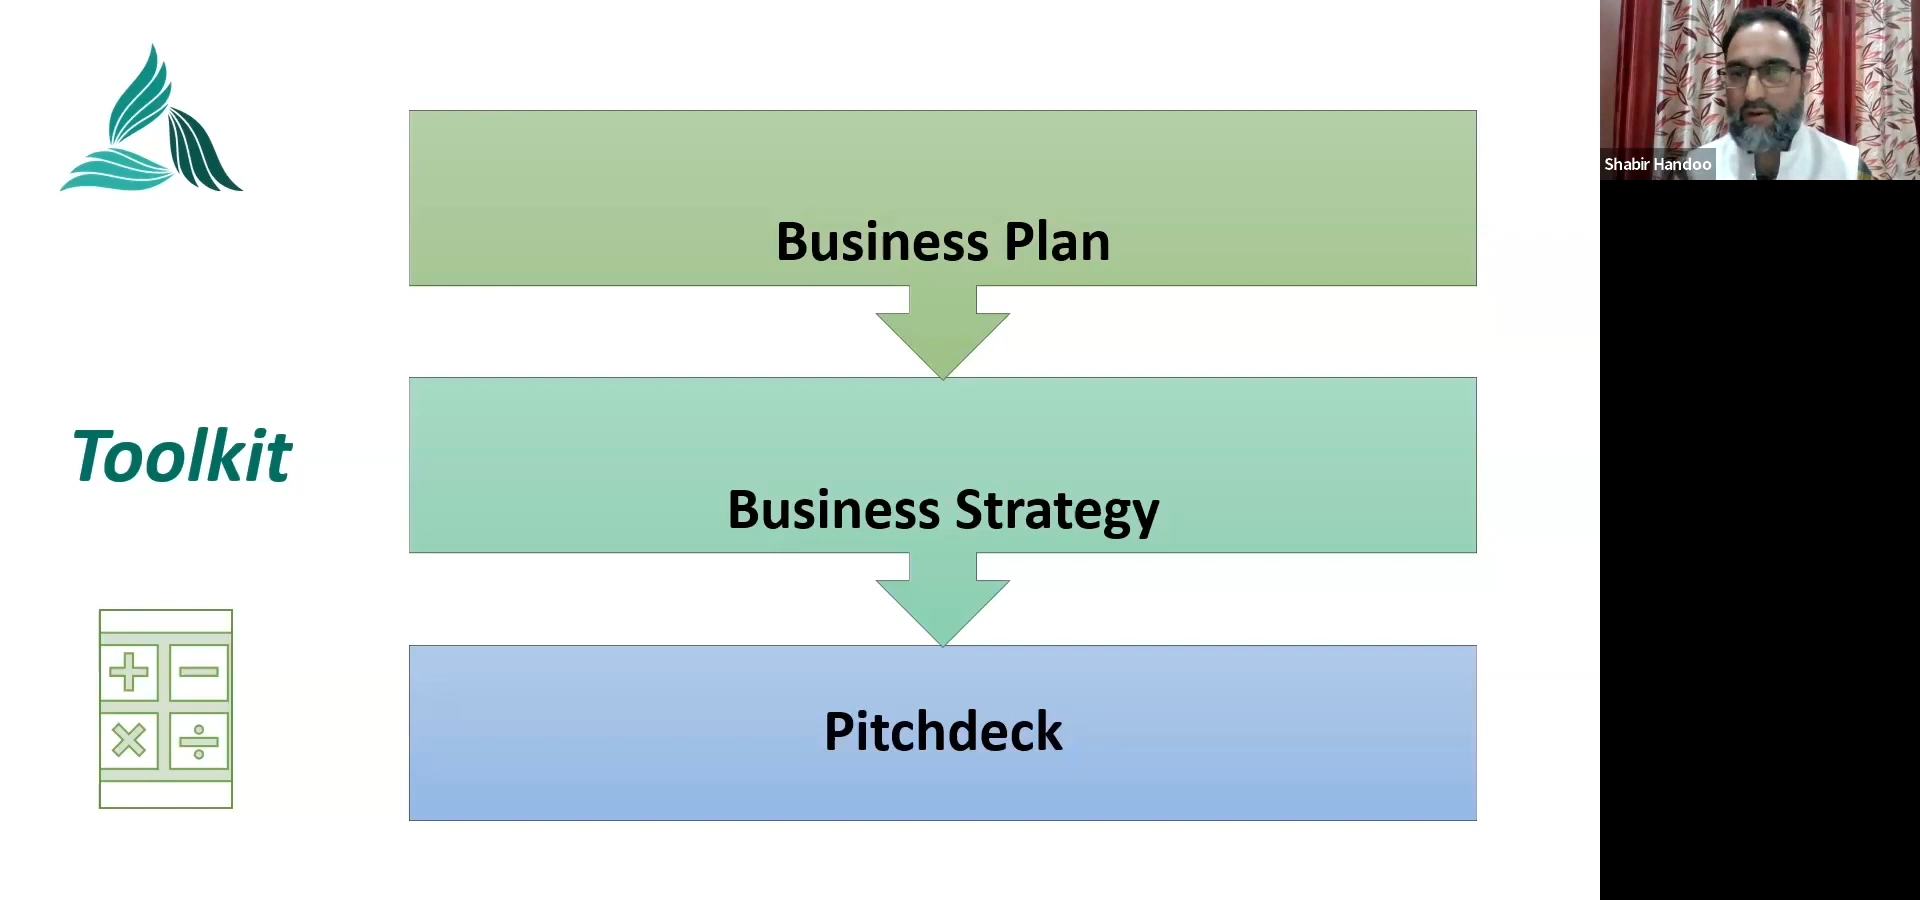 Business Plan
Toolkit
Business Strategy
Pitchdeck
Shabir Handoo